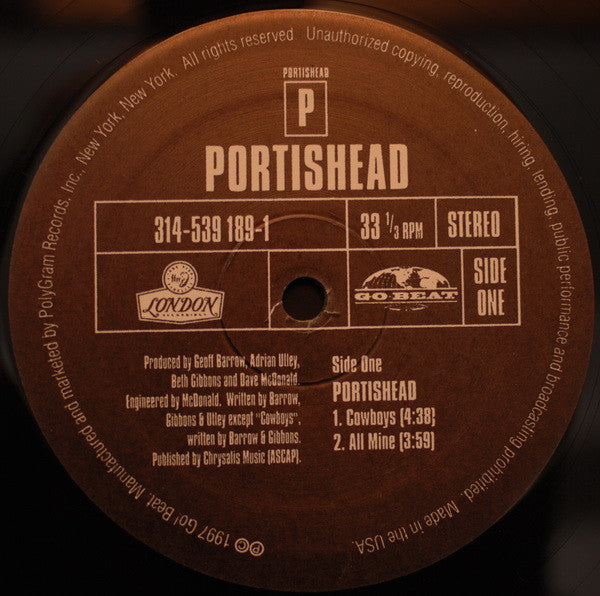 PORTISHEAD
P
PORTISHEAD
314-539 189-1
33 1/3 RPM
STEREO
LONDON
GO·BEAT
SIDE
ONE
Produced by Geoff Barrow, Adrian Utley,
Beth Gibbons and Dave McDonald.
Engineered by McDonald. Written by Barrow,
Gibbons & Utley except "Cowboys",
written by Barrow & Gibbons.
Published by Chrysalis Music (ASCAP).
Side One
PORTISHEAD
1. Cowboys (4:38)
2. All Mine (3:59)
℗© 1997 Go! Beat. Manufactured and marketed by PolyGram Records, Inc., New York, New York. All rights reserved. Unauthorized copying, reproduction, hiring, lending, public performance and broadcasting prohibited. Made in the USA.